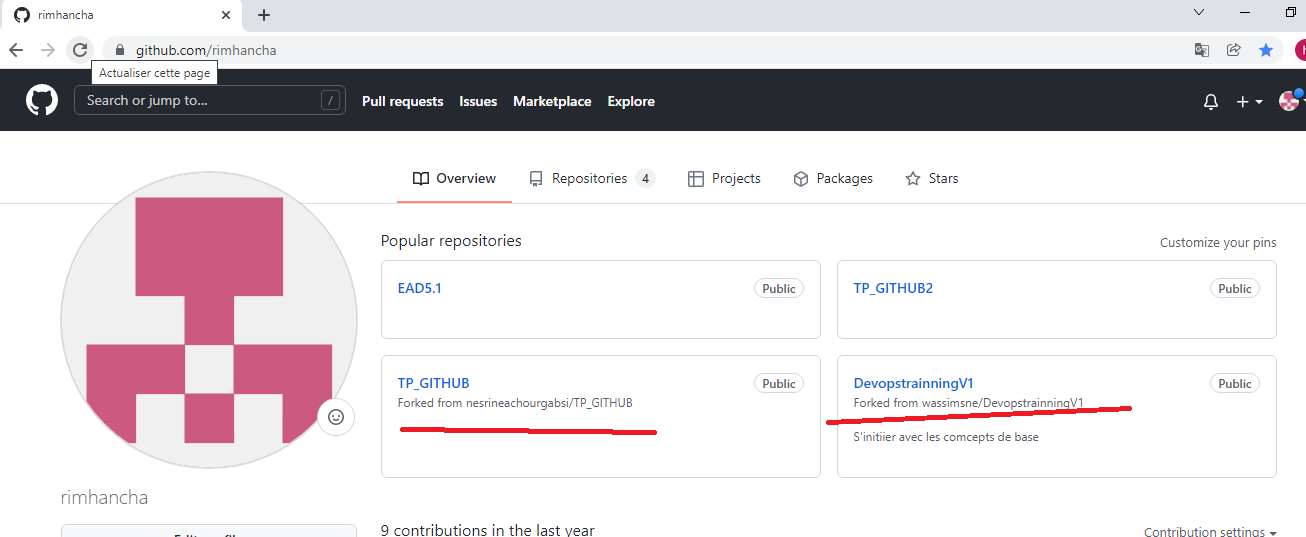 rimhancha
github.com/rimhancha
Actualiser cette page
Search or jump to... /
Pull requests Issues Marketplace Explore
Overview Repositories 4 Projects Packages Stars
Popular repositories
Customize your pins
EAD5.1 Public
TP_GITHUB2 Public
TP_GITHUB Public
Forked from nesrineachourgabsi/TP_GITHUB
DevopstrainningV1 Public
Forked from wassimsne/DevopstrainningV1
S'initiier avec les comcepts de base
rimhancha
9 contributions in the last year
Contribution settings